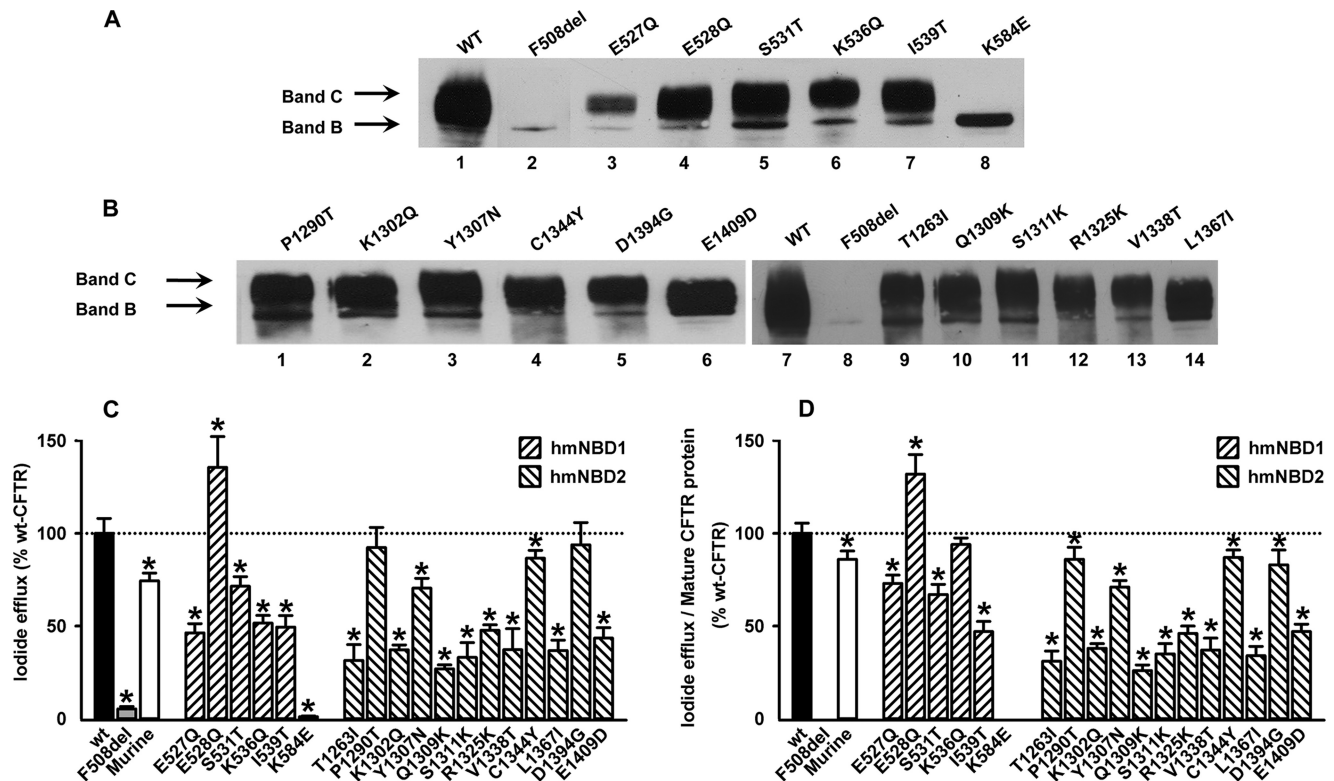 A
WT F508del E527Q E528Q S531T K536Q I539T K584E
Band C
Band B
1 2 3 4 5 6 7 8
B
P1290T K1302Q Y1307N C1344Y D1394G E1409D WT F508del T1263I Q1309K S1311K R1325K V1338T L1367I
Band C
Band B
1 2 3 4 5 6 7 8 9 10 11 12 13 14
C
Iodide efflux (% wt-CFTR)
150
100
50
0
hmNBD1
hmNBD2
* * * * * * * * * * * * * * * * * *
wt F508del Murine E527Q E528Q S531T K536Q I539T K584E T1263I P1290T K1302Q Y1307N Q1309K S1311K R1325K V1338T C1344Y L1367I D1394G E1409D
D
Iodide efflux / Mature CFTR protein
(% wt-CFTR)
150
100
50
0
hmNBD1
hmNBD2
* * * * * * * * * * * * * * * * *
wt F508del Murine E527Q E528Q S531T K536Q I539T K584E T1263I P1290T K1302Q Y1307N Q1309K S1311K R1325K V1338T C1344Y L1367I D1394G E1409D